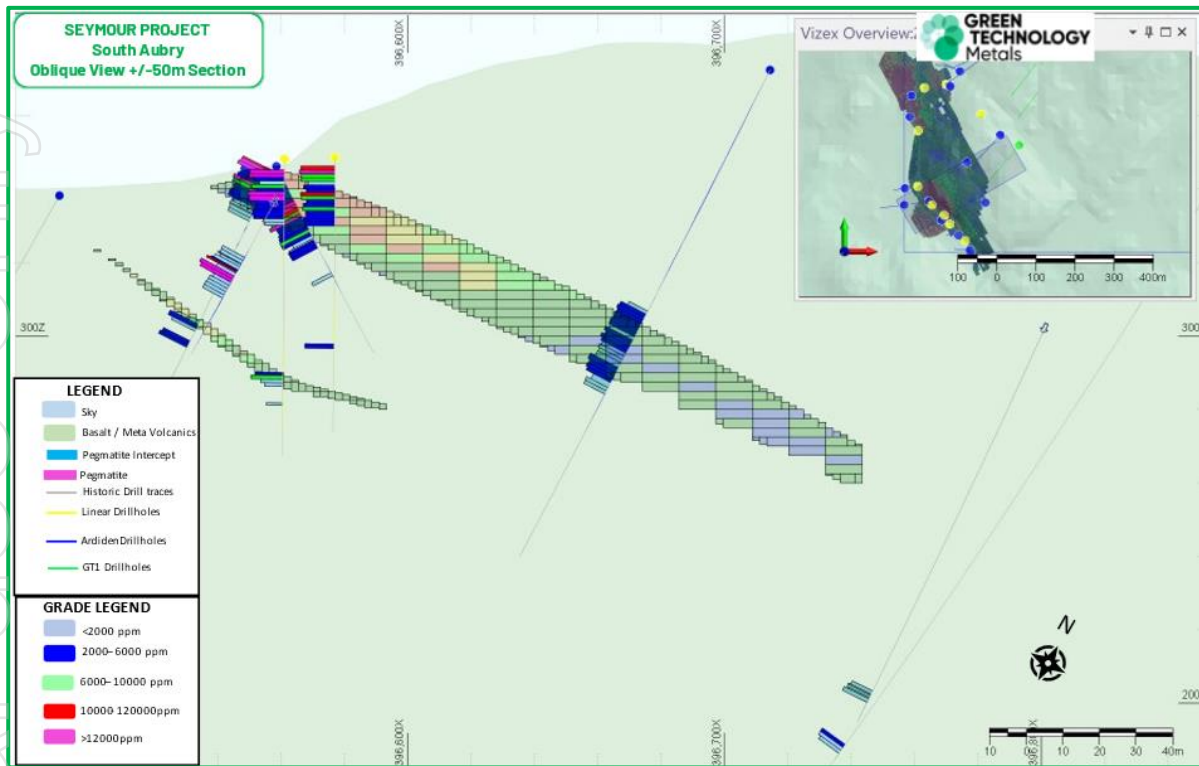 SEYMOUR PROJECT
South Aubry
Oblique View +/-50m Section
396,600X
396,700X
Vizex Overview:
GREEN
TECHNOLOGY
Metals
100 0 100 200 300 400m
300Z
300
LEGEND
Sky
Basalt / Meta Volcanics
Pegmatite Intercept
Pegmatite
Historic Drill traces
Linear Drillholes
ArdidenDrillholes
GT1 Drillholes
GRADE LEGEND
<2000 ppm
2000–6000 ppm
6000–10000 ppm
10000-120000ppm
>12000ppm
N
200
396,600X
396,700X
10 0 10 20 30 40m